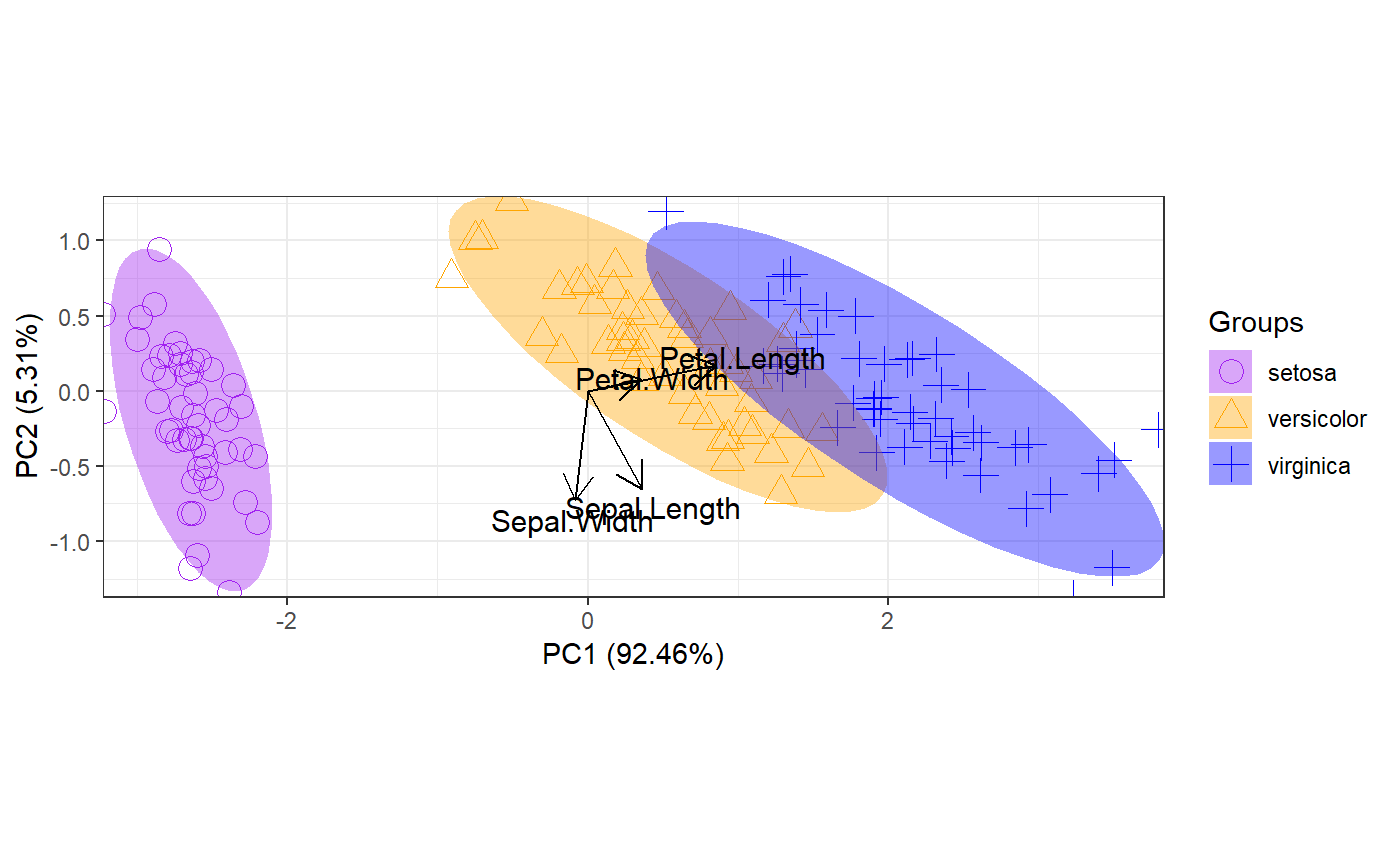 PC2 (5.31%)
1.0
0.5
0.0
-0.5
-1.0
Petal.Length
Petal.Width
Sepal.Length
Sepal.Width
-2
0
2
PC1 (92.46%)
Groups
setosa
versicolor
virginica